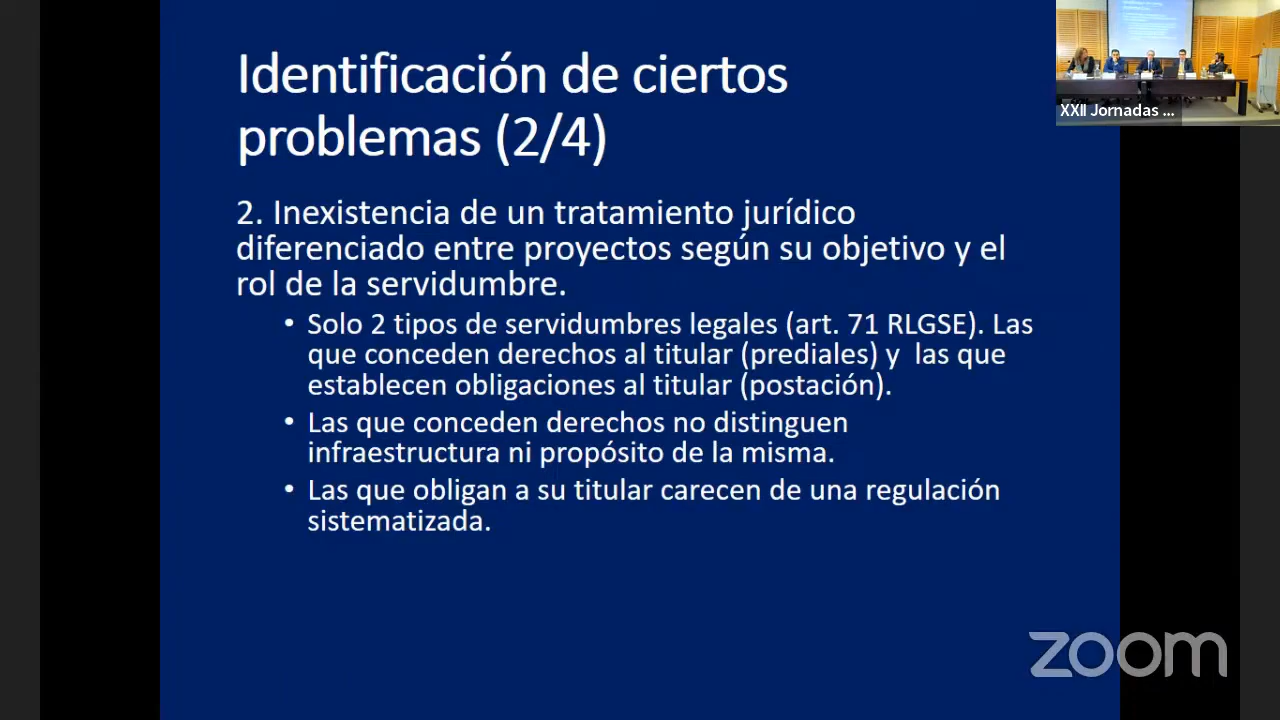 Identificación de ciertos
problemas (2/4)
2. Inexistencia de un tratamiento jurídico
diferenciado entre proyectos según su objetivo y el
rol de la servidumbre.
• Solo 2 tipos de servidumbres legales (art. 71 RLGSE). Las
que conceden derechos al titular (prediales) y las que
establecen obligaciones al titular (postación).
• Las que conceden derechos no distinguen
infraestructura ni propósito de la misma.
• Las que obligan a su titular carecen de una regulación
sistematizada.
XXII Jornadas ...
zoom